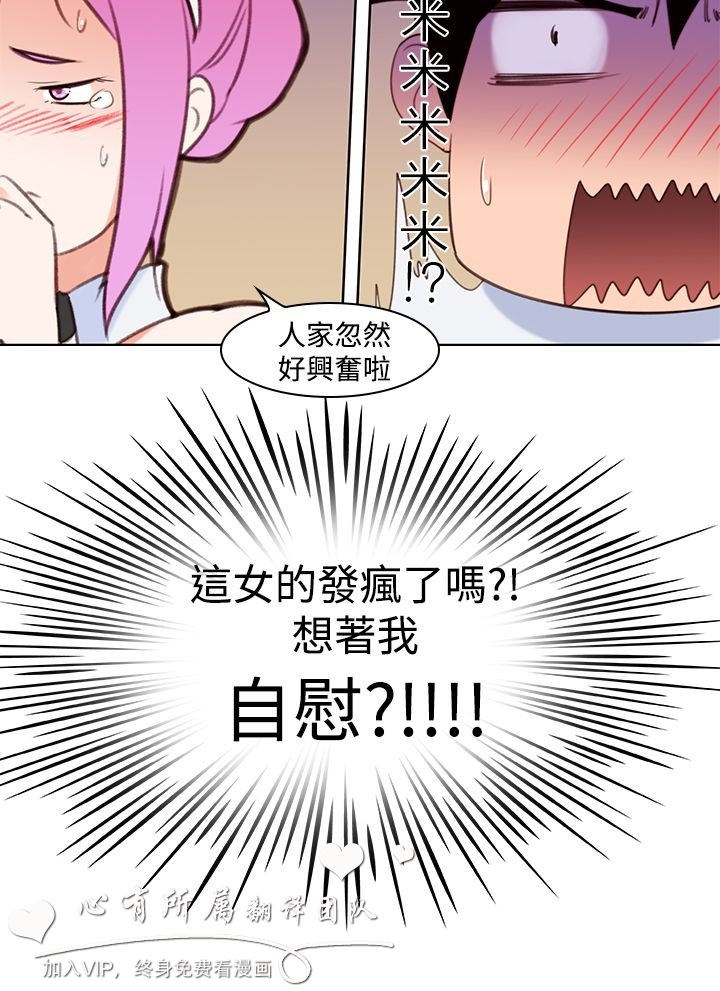 米米米米米!?
人家忽然
好興奮啦
這女的發瘋了嗎?!
想著我
自慰?!!!!
心有所属翻译团队
加入VIP，终身免费看漫画